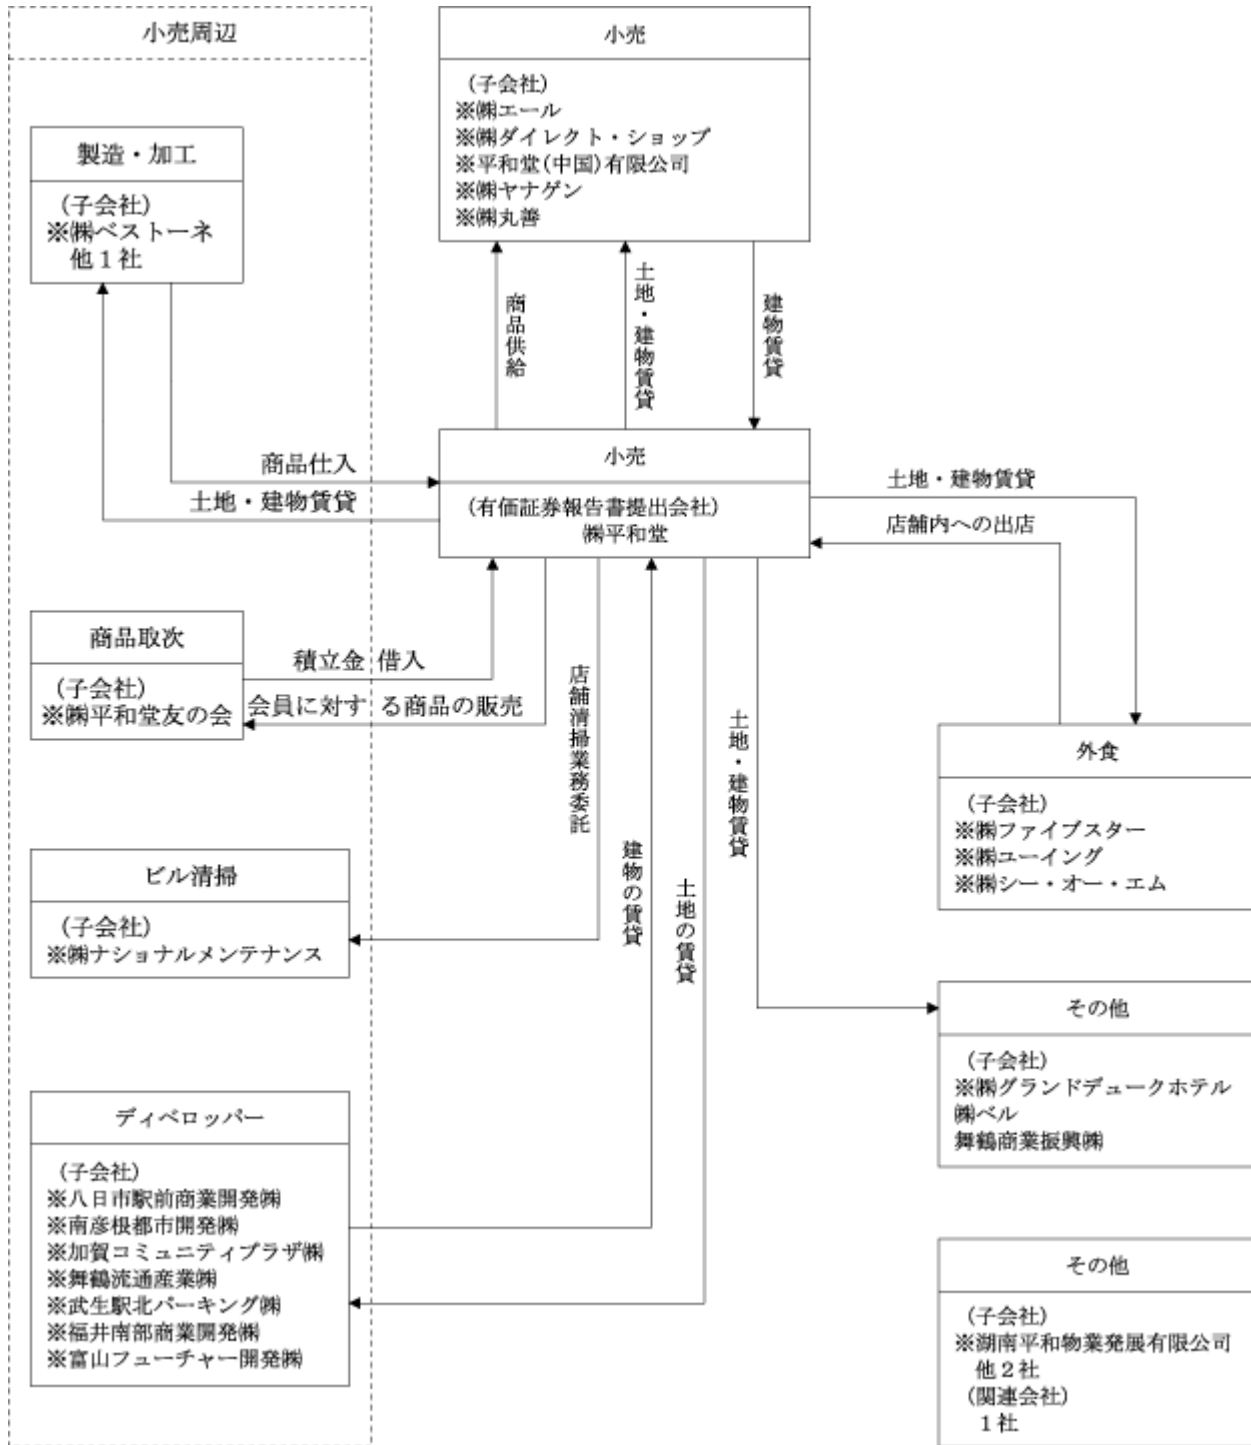 小売周辺
製造・加工
(子会社)
※㈱ベストーネ
他１社
商品取次
(子会社)
※㈱平和堂友の会
ビル清掃
(子会社)
※㈱ナショナルメンテナンス
ディベロッパー
(子会社)
※八日市駅前商業開発㈱
※南彦根都市開発㈱
※加賀コミュニティプラザ㈱
※舞鶴流通産業㈱
※武生駅北パーキング㈱
※福井南部商業開発㈱
※富山フューチャー開発㈱
小売
(子会社)
※㈱エール
※㈱ダイレクト・ショップ
※平和堂(中国)有限公司
※㈱ヤナゲン
※㈱丸善
商品供給
土地・建物賃貸
建物賃貸
小売
(有価証券報告書提出会社)
㈱平和堂
商品仕入
土地・建物賃貸
積立金 借入
会員に対す る商品の販売
店舗清掃業務委託
建物の賃貸
土地の賃貸
土地・建物賃貸
土地・建物賃貸
店舗内への出店
外食
(子会社)
※㈱ファイブスター
※㈱ユーイング
※㈱シー・オー・エム
その他
(子会社)
※㈱グランドデュークホテル
㈱ベル
舞鶴商業振興㈱
その他
(子会社)
※湖南平和物業発展有限公司
他２社
(関連会社)
１社